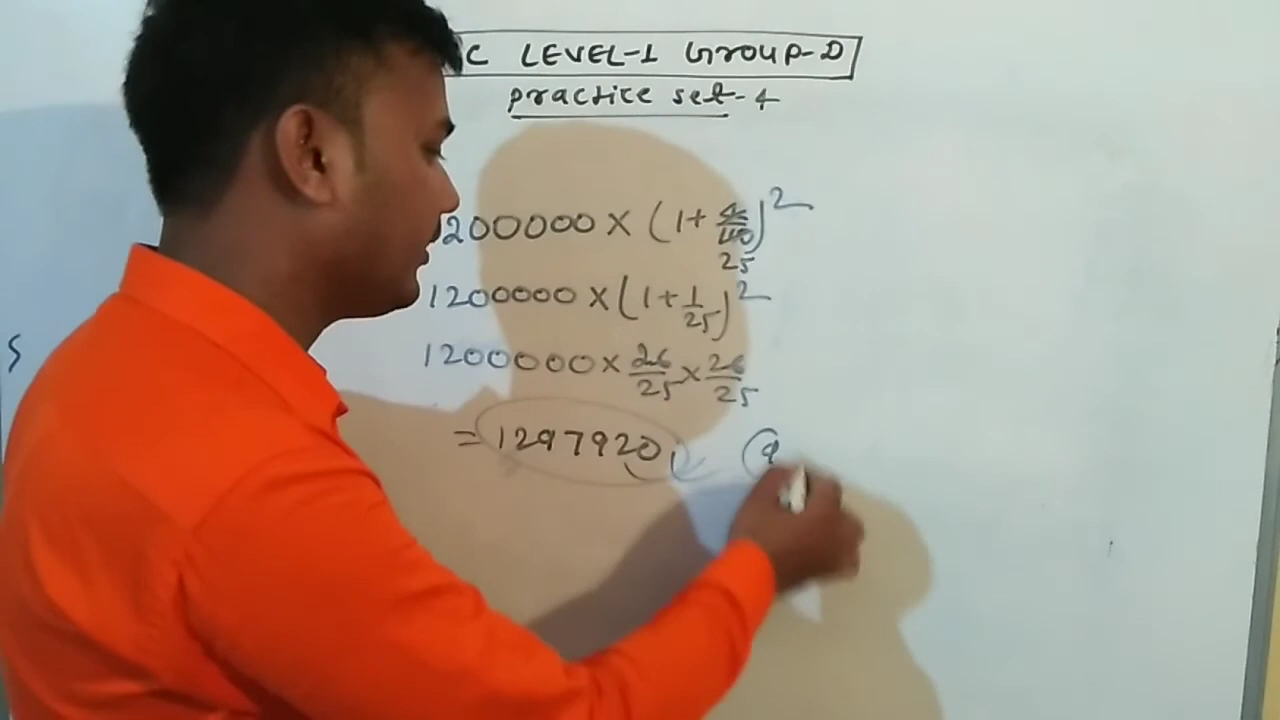 C LEVEL-1 GROUP-D
practice set-4
1200000 × (1+ 4/100)²
25
1200000 × (1+ 1/25)²
1200000 × 26/25 × 26/25
= 1297920